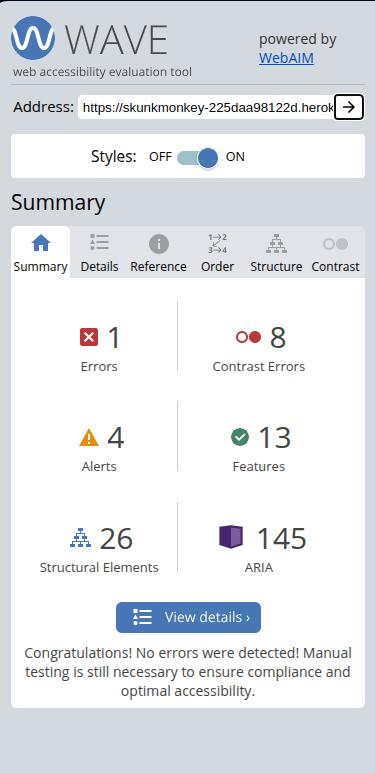 WAVE
web accessibility evaluation tool
powered by
WebAIM
Address: https://skunkmonkey-225daa98122d.herok
Styles: OFF ON
Summary
Summary Details Reference Order Structure Contrast
1
Errors
8
Contrast Errors
4
Alerts
13
Features
26
Structural Elements
145
ARIA
View details ›
Congratulations! No errors were detected! Manual
testing is still necessary to ensure compliance and
optimal accessibility.